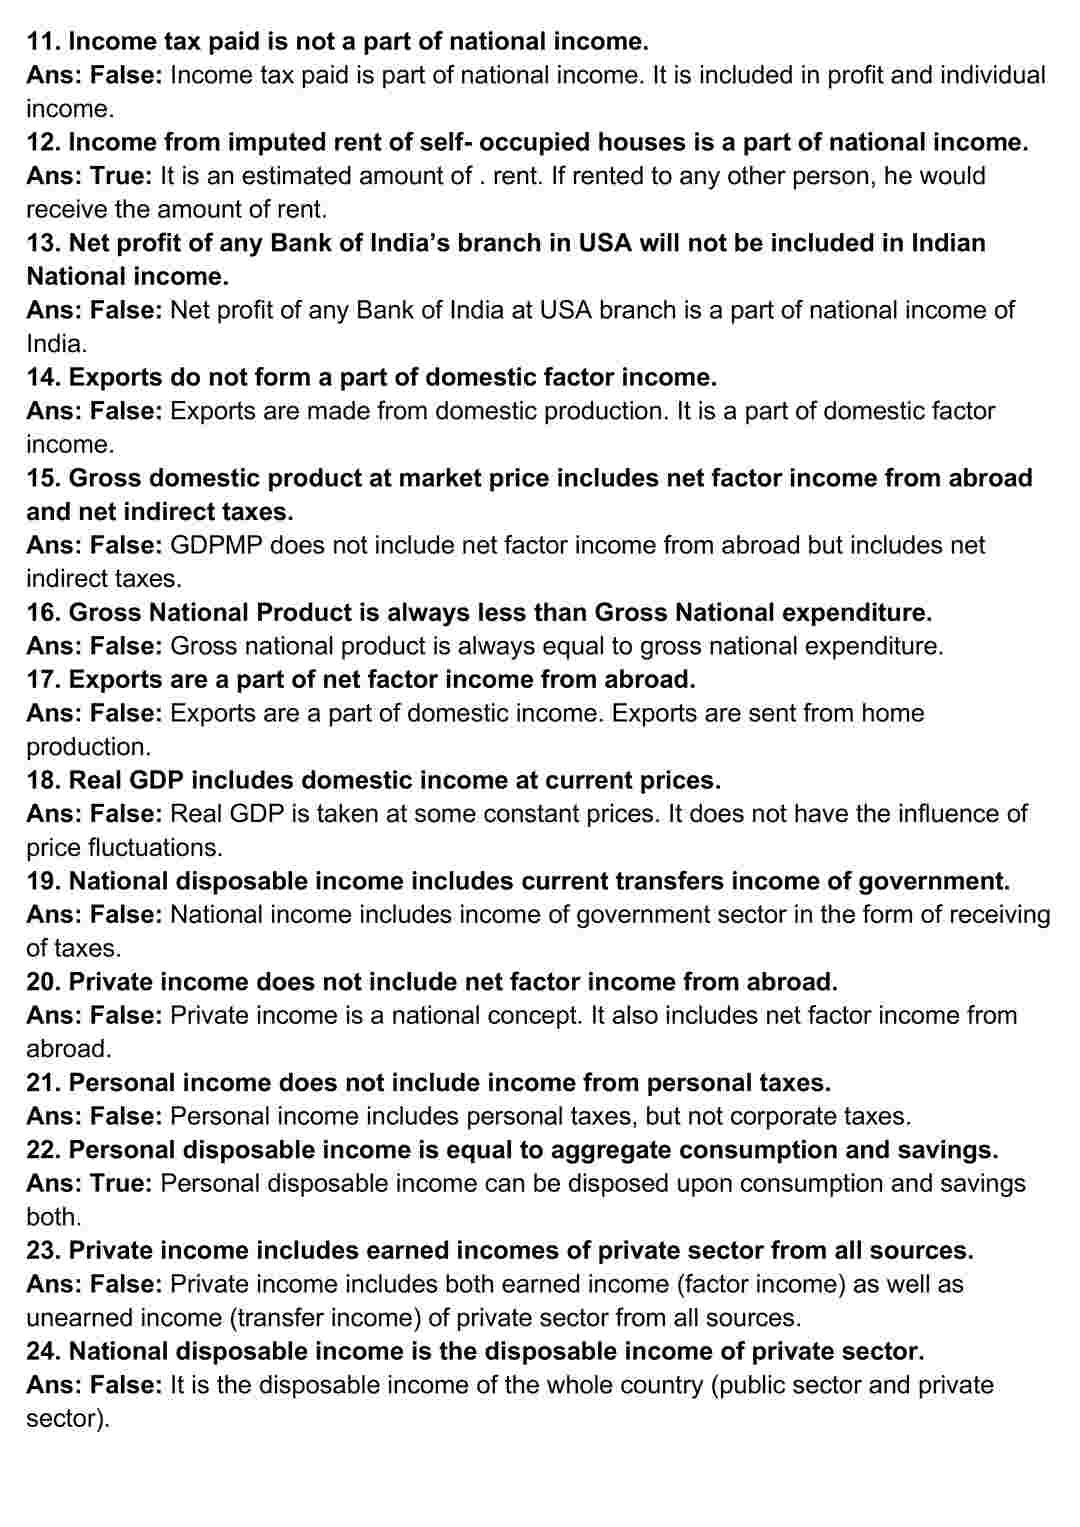 11. Income tax paid is not a part of national income.
Ans: False: Income tax paid is part of national income. It is included in profit and individual
income.
12. Income from imputed rent of self- occupied houses is a part of national income.
Ans: True: It is an estimated amount of . rent. If rented to any other person, he would
receive the amount of rent.
13. Net profit of any Bank of India’s branch in USA will not be included in Indian
National income.
Ans: False: Net profit of any Bank of India at USA branch is a part of national income of
India.
14. Exports do not form a part of domestic factor income.
Ans: False: Exports are made from domestic production. It is a part of domestic factor
income.
15. Gross domestic product at market price includes net factor income from abroad
and net indirect taxes.
Ans: False: GDPMP does not include net factor income from abroad but includes net
indirect taxes.
16. Gross National Product is always less than Gross National expenditure.
Ans: False: Gross national product is always equal to gross national expenditure.
17. Exports are a part of net factor income from abroad.
Ans: False: Exports are a part of domestic income. Exports are sent from home
production.
18. Real GDP includes domestic income at current prices.
Ans: False: Real GDP is taken at some constant prices. It does not have the influence of
price fluctuations.
19. National disposable income includes current transfers income of government.
Ans: False: National income includes income of government sector in the form of receiving
of taxes.
20. Private income does not include net factor income from abroad.
Ans: False: Private income is a national concept. It also includes net factor income from
abroad.
21. Personal income does not include income from personal taxes.
Ans: False: Personal income includes personal taxes, but not corporate taxes.
22. Personal disposable income is equal to aggregate consumption and savings.
Ans: True: Personal disposable income can be disposed upon consumption and savings
both.
23. Private income includes earned incomes of private sector from all sources.
Ans: False: Private income includes both earned income (factor income) as well as
unearned income (transfer income) of private sector from all sources.
24. National disposable income is the disposable income of private sector.
Ans: False: It is the disposable income of the whole country (public sector and private
sector).